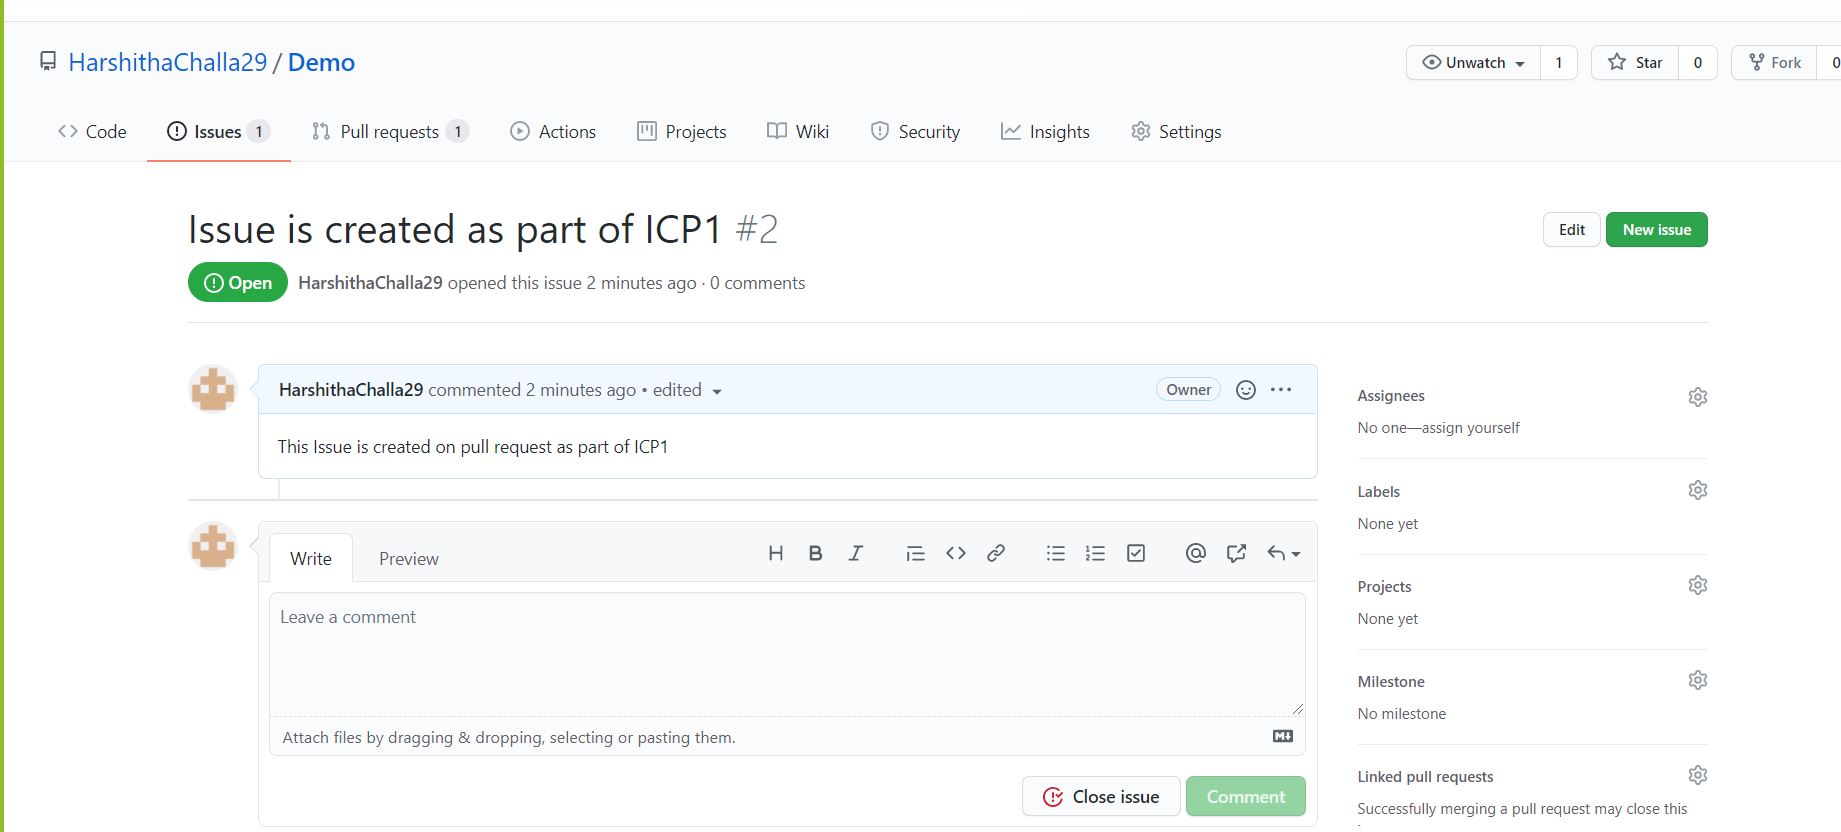 HarshithaChalla29 / Demo
Unwatch 1 Star 0 Fork 0
Code Issues 1 Pull requests 1 Actions Projects Wiki Security Insights Settings
Issue is created as part of ICP1 #2
Edit New issue
Open HarshithaChalla29 opened this issue 2 minutes ago · 0 comments
HarshithaChalla29 commented 2 minutes ago • edited
Owner
This Issue is created on pull request as part of ICP1
Write Preview
Leave a comment
Attach files by dragging & dropping, selecting or pasting them.
Close issue Comment
Assignees
No one—assign yourself
Labels
None yet
Projects
None yet
Milestone
No milestone
Linked pull requests
Successfully merging a pull request may close this